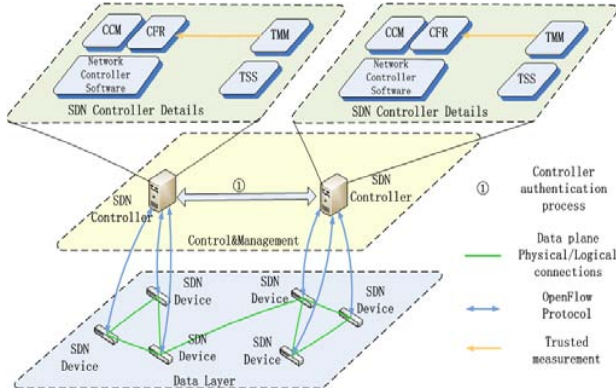 CCM
CFR
TMM
Network
Controller
Software
TSS
SDN Controller Details
CCM
CFR
TMM
Network
Controller
Software
TSS
SDN Controller Details
①
SDN
Controller
SDN
Controller
Control&Management
①
Controller
authentication
process
Data plane
Physical/Logical
connections
OpenFlow
Protocol
Trusted
measurement
SDN
Device
SDN
Device
SDN
Device
SDN
Device
SDN
Device
SDN
Device
Data Layer